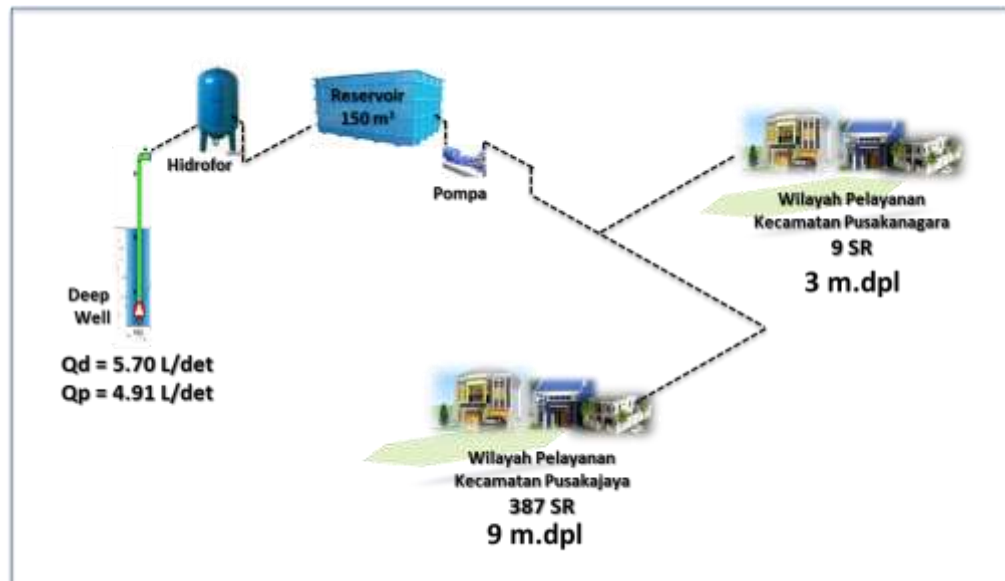 Reservoir
150 m³
Hidrofor
Pompa
Wilayah Pelayanan
Kecamatan Pusakanagara
9 SR
3 m.dpl
Deep
Well
Qd = 5.70 L/det
Qp = 4.91 L/det
Wilayah Pelayanan
Kecamatan Pusakajaya
387 SR
9 m.dpl